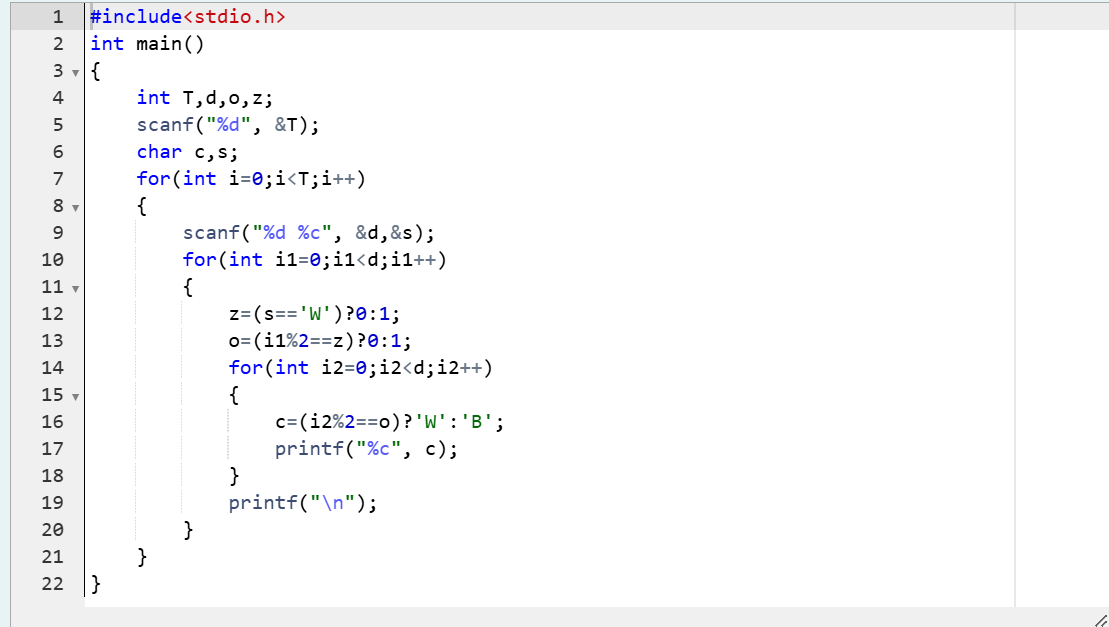 1 #include<stdio.h>
2 int main()
3 {
4     int T,d,o,z;
5     scanf("%d", &T);
6     char c,s;
7     for(int i=0;i<T;i++)
8     {
9         scanf("%d %c", &d,&s);
10         for(int i1=0;i1<d;i1++)
11         {
12             z=(s=='W')?0:1;
13             o=(i1%2==z)?0:1;
14             for(int i2=0;i2<d;i2++)
15             {
16                 c=(i2%2==o)?'W':'B';
17                 printf("%c", c);
18             }
19             printf("\n");
20         }
21     }
22 }